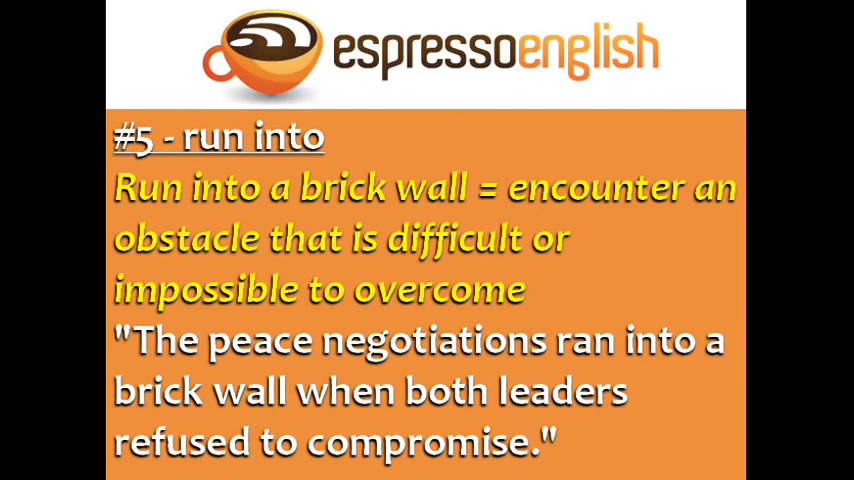 espressoenglish
#5 - run into
Run into a brick wall = encounter an
obstacle that is difficult or
impossible to overcome
"The peace negotiations ran into a
brick wall when both leaders
refused to compromise."